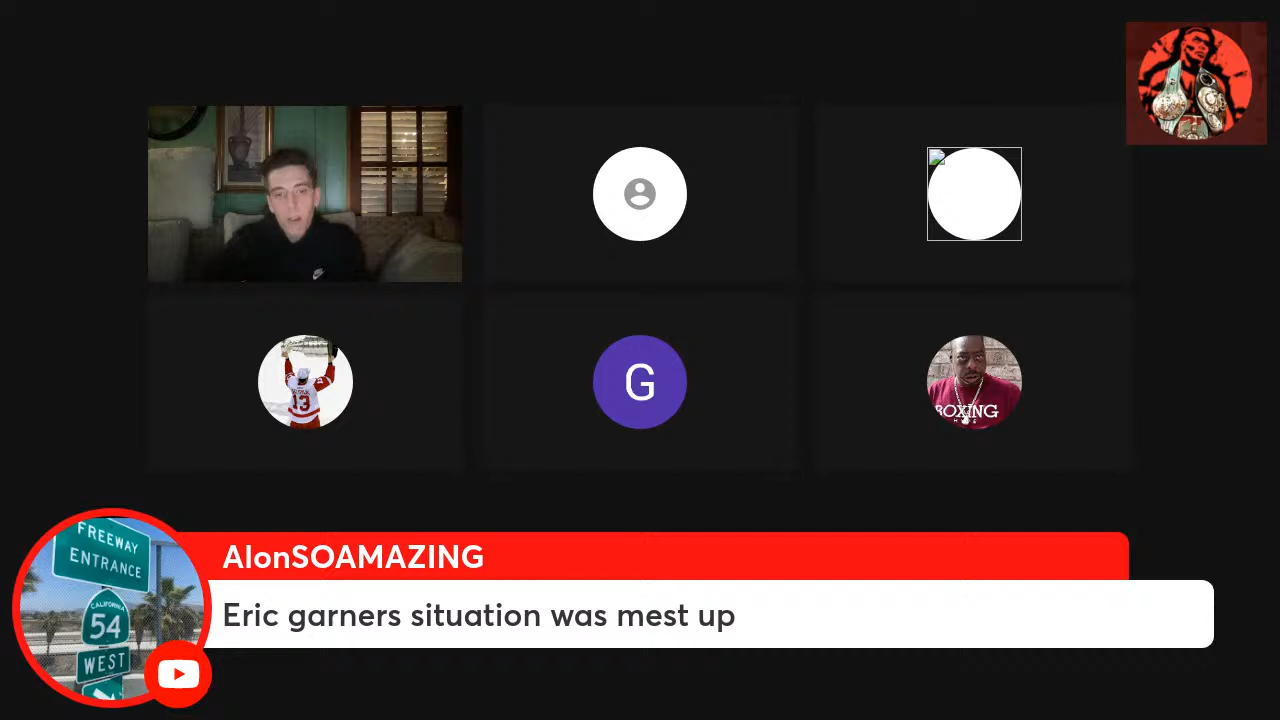 13
G
BOXING
FREEWAY
ENTRANCE
CALIFORNIA
54
WEST
AlonSOAMAZING
Eric garners situation was mest up